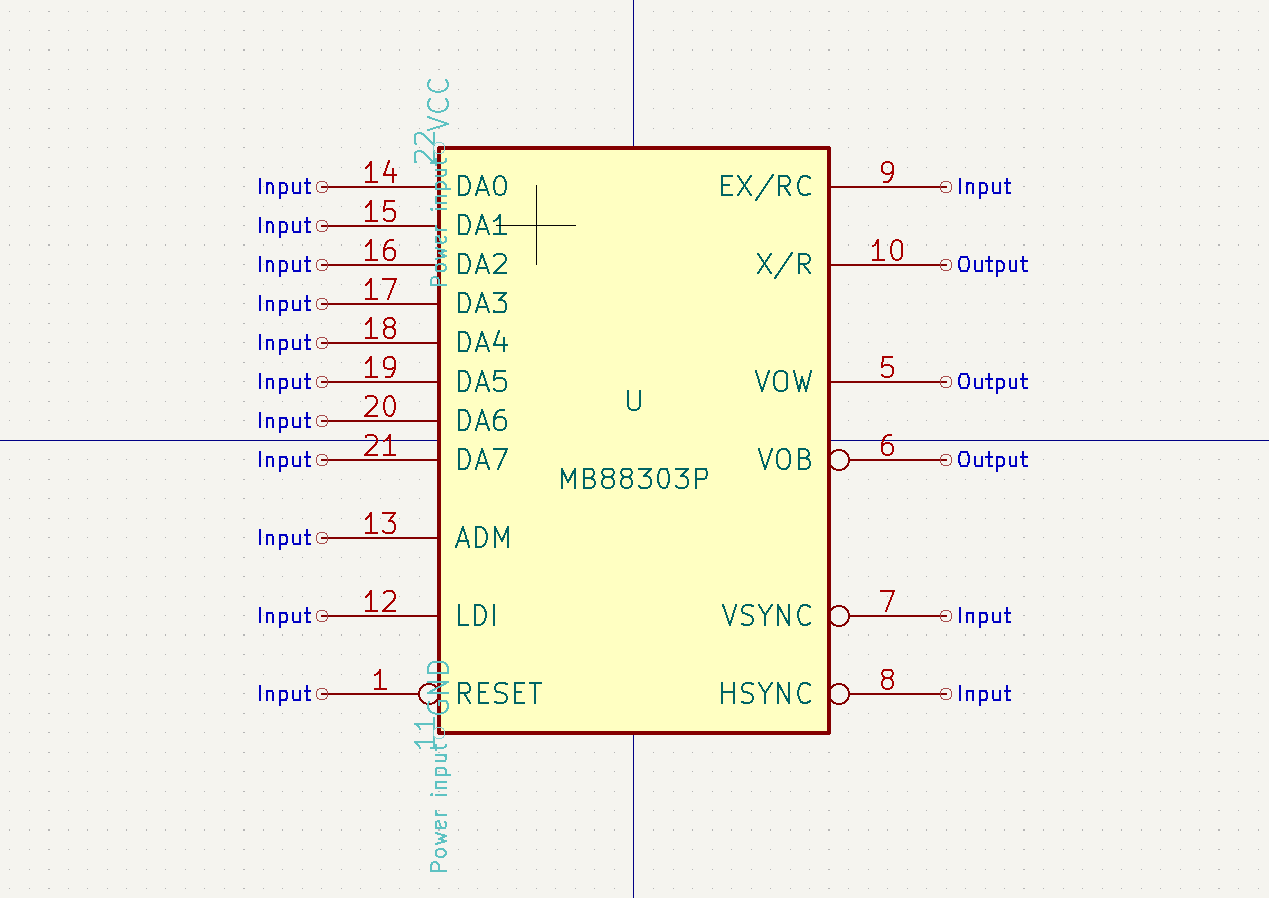 VCC
22
Power input
Input 14 DA0
Input 15 DA1
Input 16 DA2
Input 17 DA3
Input 18 DA4
Input 19 DA5
Input 20 DA6
Input 21 DA7
Input 13 ADM
Input 12 LDI
Input 1 RESET
GND
11
Power input
U
MB88303P
EX/RC 9 Input
X/R 10 Output
VOW 5 Output
VOB 6 Output
VSYNC 7 Input
HSYNC 8 Input